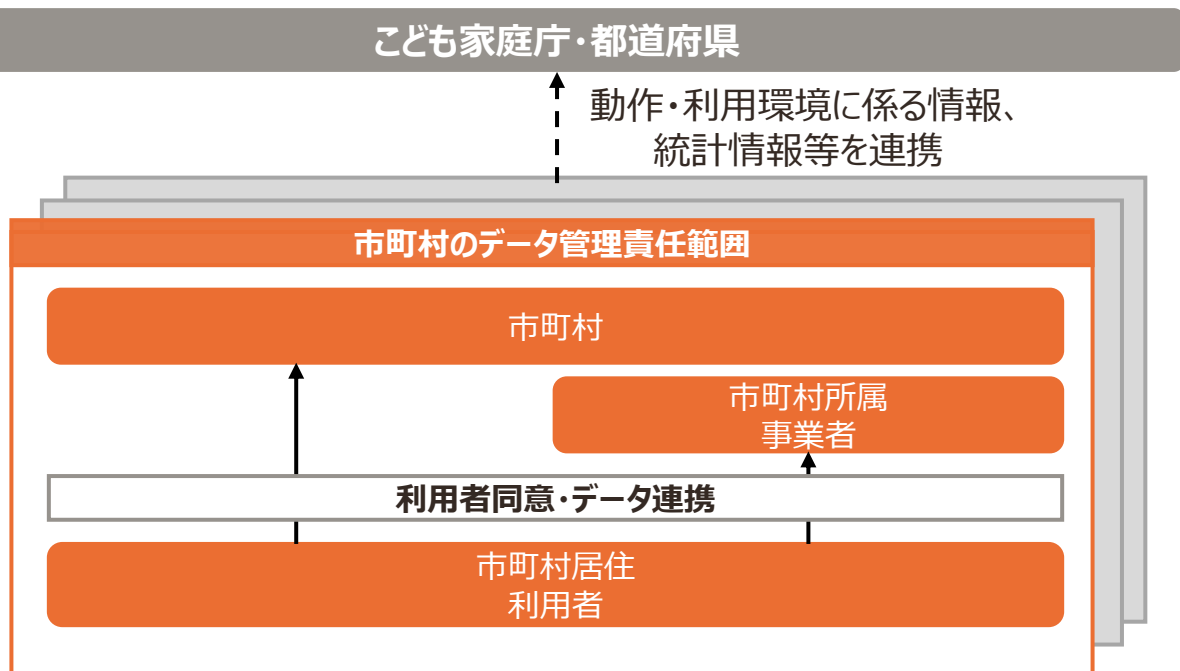 こども家庭庁・都道府県
動作・利用環境に係る情報、
統計情報等を連携
市町村のデータ管理責任範囲
市町村
市町村所属
事業者
利用者同意・データ連携
市町村居住
利用者